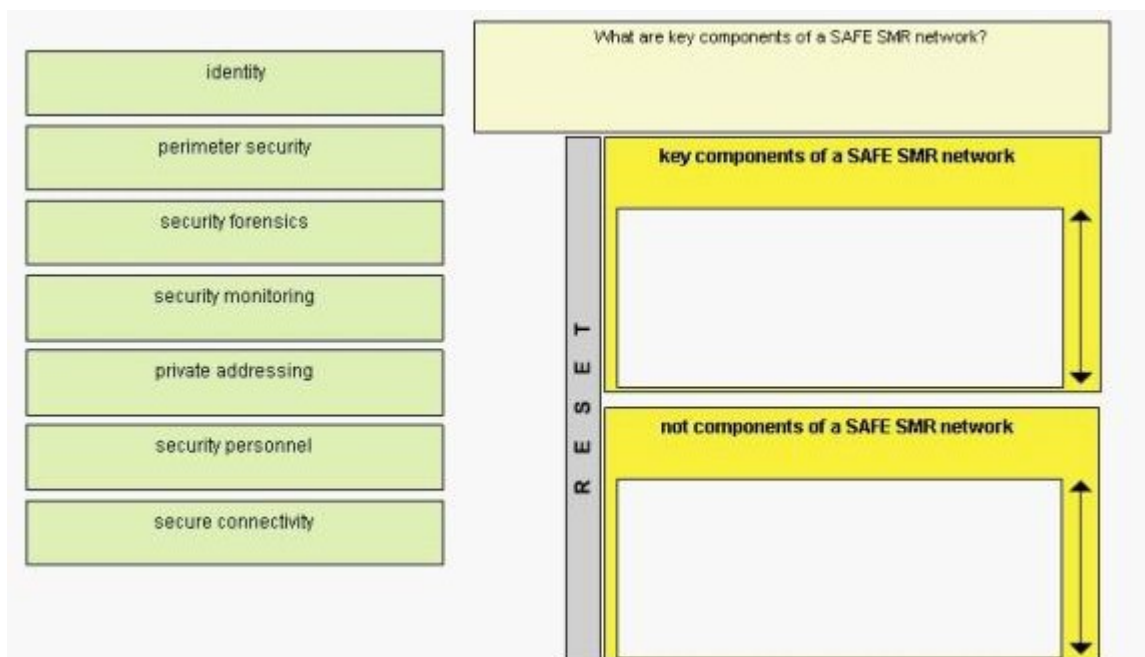 What are key components of a SAFE SMR network?
identity
perimeter security
security forensics
security monitoring
private addressing
security personnel
secure connectivity
RESET
key components of a SAFE SMR network
not components of a SAFE SMR network